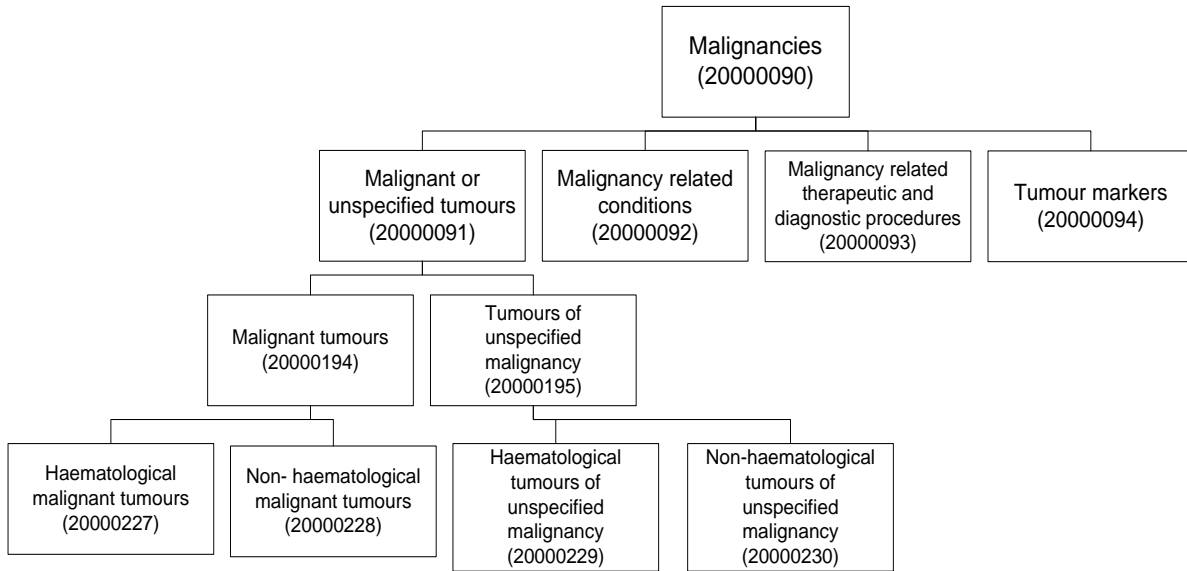 Malignancies
(20000090)
Malignant or
unspecified tumours
(20000091)
Malignancy related
conditions
(20000092)
Malignancy related
therapeutic and
diagnostic procedures
(20000093)
Tumour markers
(20000094)
Malignant tumours
(20000194)
Tumours of
unspecified
malignancy
(20000195)
Haematological
malignant tumours
(20000227)
Non- haematological
malignant tumours
(20000228)
Haematological
tumours of
unspecified
malignancy
(20000229)
Non-haematological
tumours of
unspecified
malignancy
(20000230)